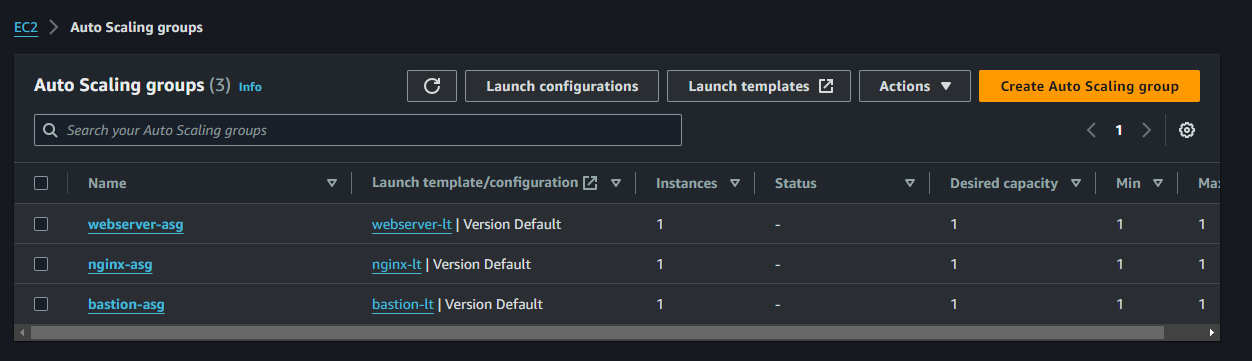 EC2 > Auto Scaling groups
Auto Scaling groups (3) Info Launch configurations Launch templates Actions Create Auto Scaling group
Search your Auto Scaling groups 1
Name Launch template/configuration Instances Status Desired capacity Min Max
webserver-asg webserver-lt | Version Default 1 - 1 1 1
nginx-asg nginx-lt | Version Default 1 - 1 1 1
bastion-asg bastion-lt | Version Default 1 - 1 1 1